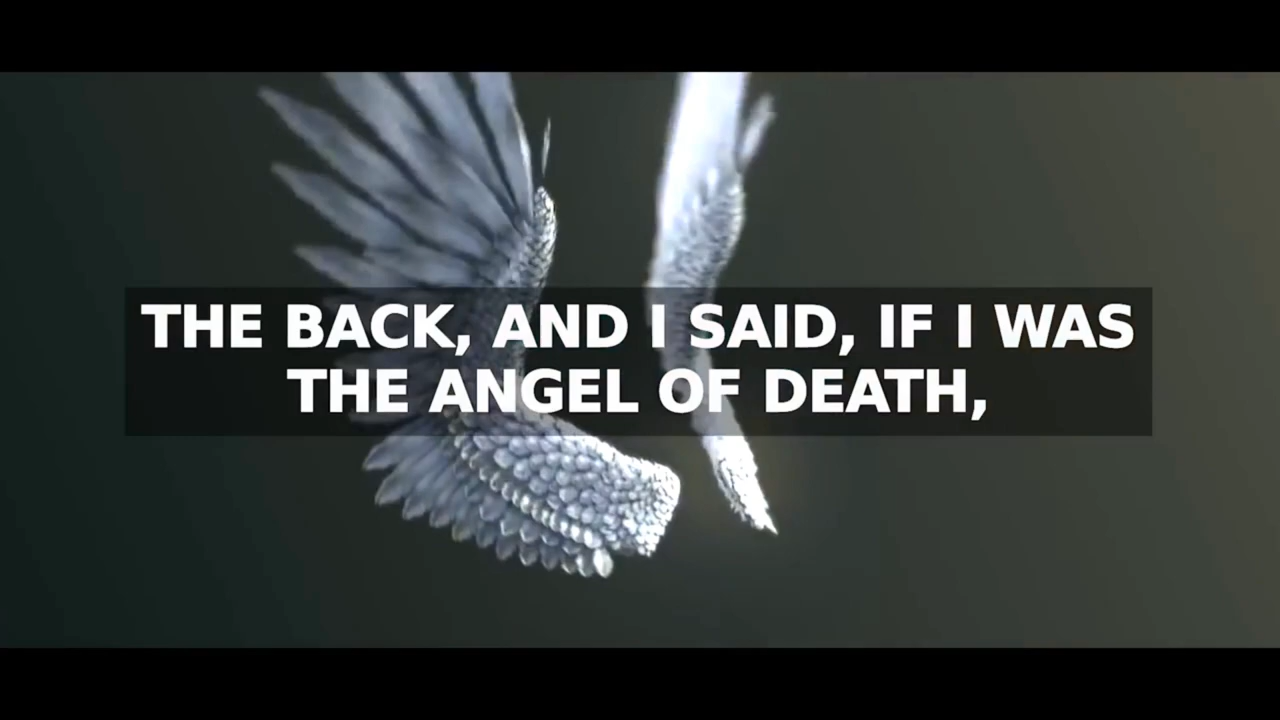 THE BACK, AND I SAID, IF I WAS
THE ANGEL OF DEATH,